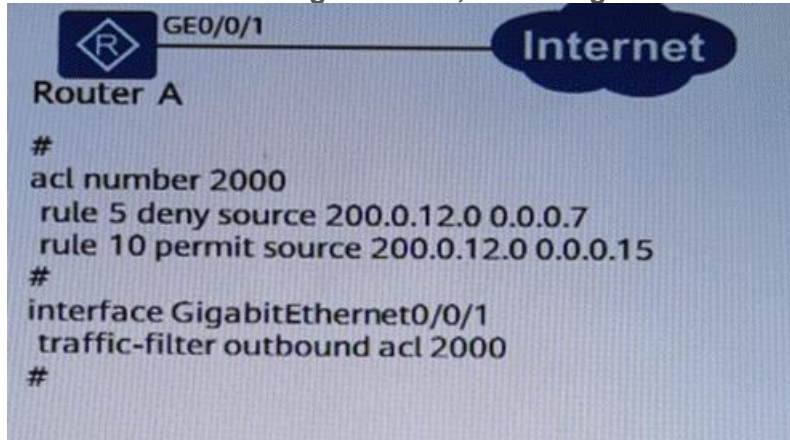 GE0/0/1
R
Internet
Router A
#
acl number 2000
rule 5 deny source 200.0.12.0 0.0.0.7
rule 10 permit source 200.0.12.0 0.0.0.15
#
interface GigabitEthernet0/0/1
traffic-filter outbound acl 2000
#